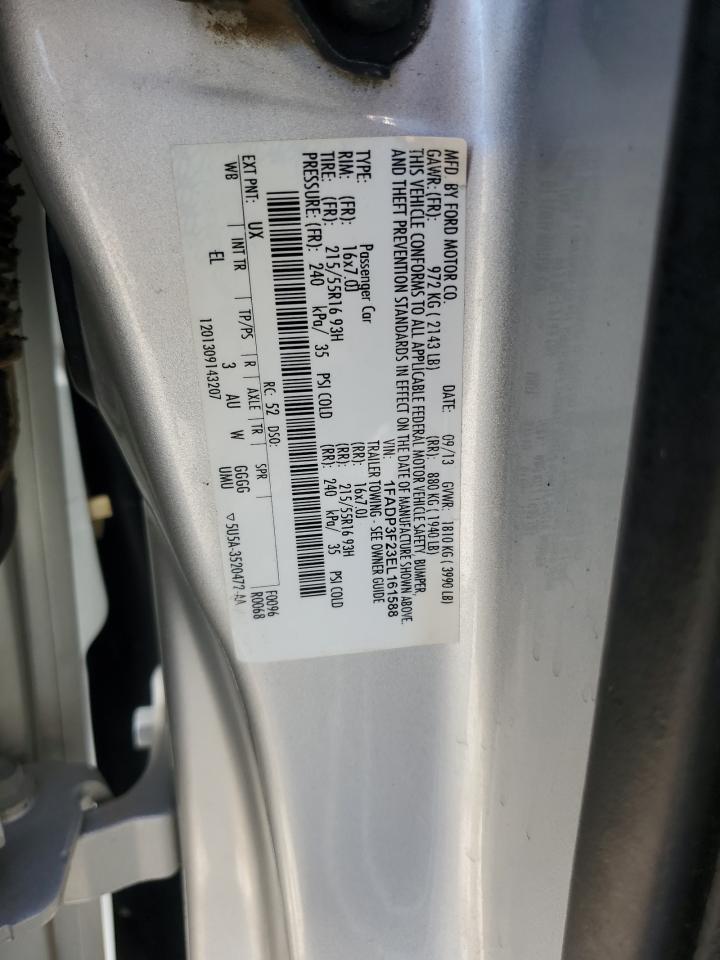 MFD BY FORD MOTOR CO. DATE: 09/13 GVWR: 1810 KG ( 3990 LB)
GAWR: (FR): 972 KG ( 2143 LB) (RR): 880 KG ( 1940 LB)
THIS VEHICLE CONFORMS TO ALL APPLICABLE FEDERAL MOTOR VEHICLE SAFETY, BUMPER,
AND THEFT PREVENTION STANDARDS IN EFFECT ON THE DATE OF MANUFACTURE SHOWN ABOVE.
VIN: 1FADP3F23EL161588
TYPE: Passenger Car TRAILER TOWING - SEE OWNER GUIDE
RIM: (FR): 16x7.0J (RR): 16x7.0J
TIRE: (FR): 215/55R16 93H (RR): 215/55R16 93H
PRESSURE: (FR): 240 kPa/ 35 PSI COLD (RR): 240 kPa/ 35 PSI COLD
F0096
RC: 52 DSO: R0068
EXT PNT: UX
WB INT TR TP/PS R AXLE TR SPR
EL 3 AU W GGGG UMU
1201309143207 ▽5U5A-3520472-AA